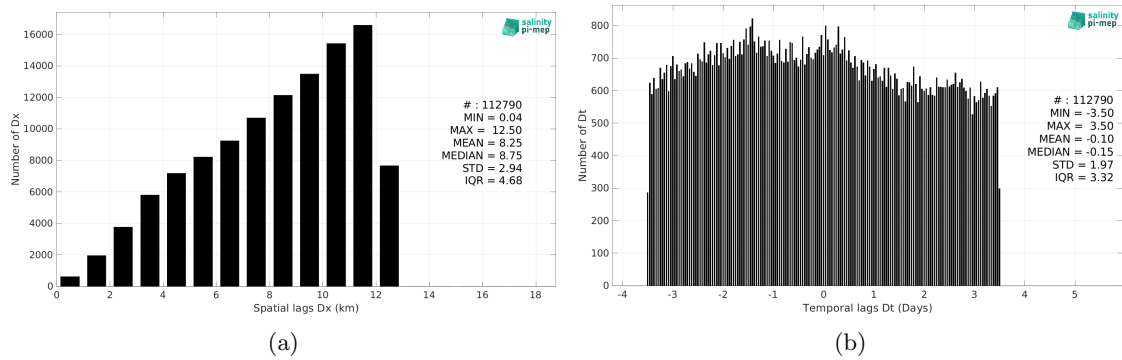 16000
14000
12000
10000
8000
6000
4000
2000
0
Number of Dx
salinity
pi-mep
# : 112790
MIN = 0.04
MAX = 12.50
MEAN = 8.25
MEDIAN = 8.75
STD = 2.94
IQR = 4.68
0 2 4 6 8 10 12 14 16 18
Spatial lags Dx (km)
(a)
800
700
600
500
400
300
200
100
0
Number of Dt
salinity
pi-mep
# : 112790
MIN = -3.50
MAX = 3.50
MEAN = -0.10
MEDIAN = -0.15
STD = 1.97
IQR = 3.32
-4 -3 -2 -1 0 1 2 3 4 5
Temporal lags Dt (Days)
(b)